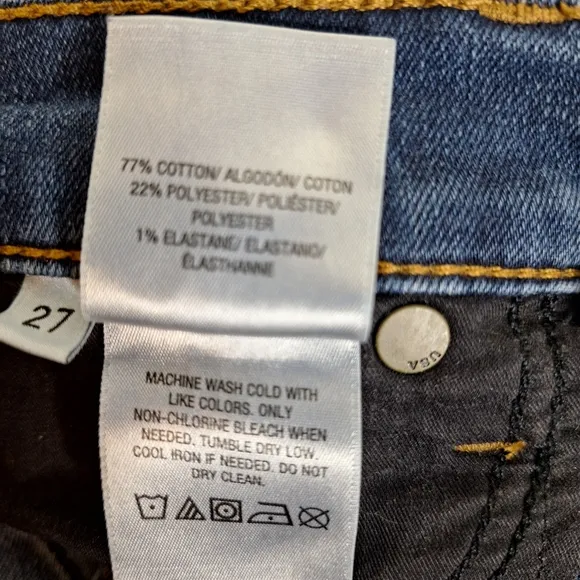 77% COTTON/ ALGODÓN/ COTON
22% POLYESTER/ POLIÉSTER/
POLYESTER
1% ELASTANE/ ELASTANO/
ÉLASTHANNE
27
USA
MACHINE WASH COLD WITH
LIKE COLORS. ONLY
NON-CHLORINE BLEACH WHEN
NEEDED. TUMBLE DRY LOW.
COOL IRON IF NEEDED. DO NOT
DRY CLEAN.